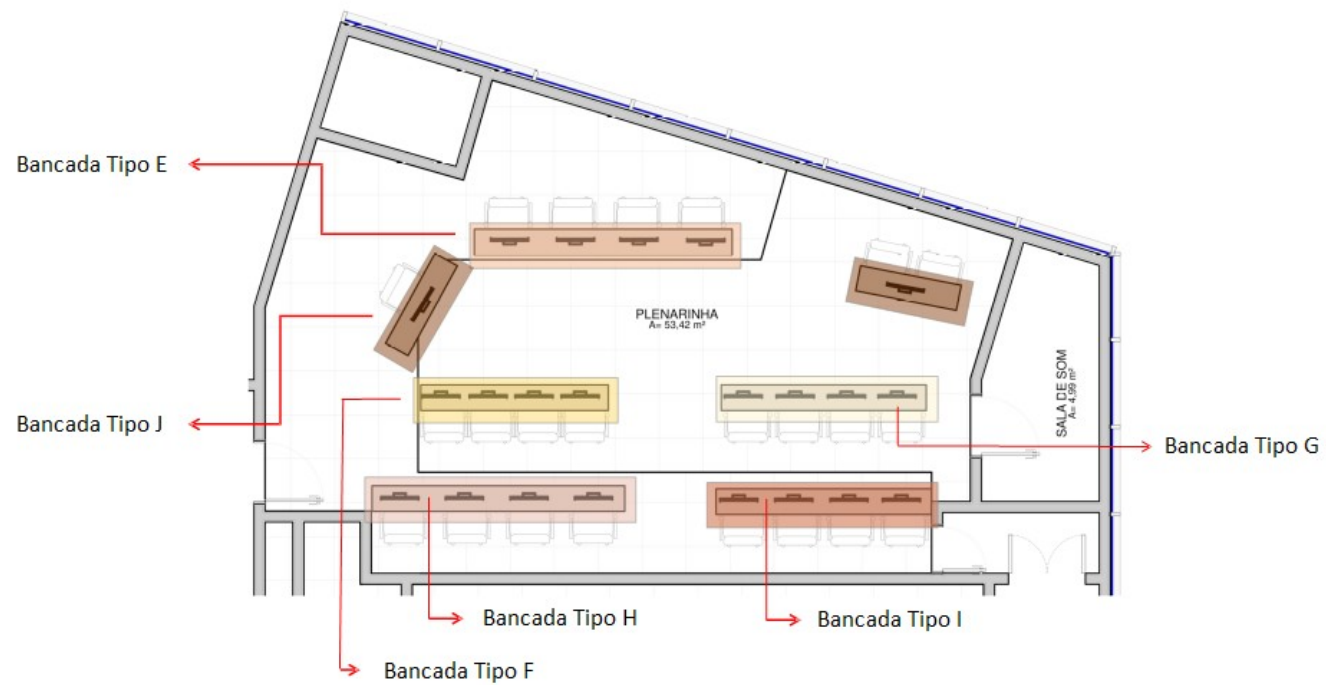 Bancada Tipo E
PLENARINHA
A= 53,42 m²
SALA DE SOM
A= 4,99 m²
Bancada Tipo J
Bancada Tipo G
Bancada Tipo H
Bancada Tipo I
Bancada Tipo F